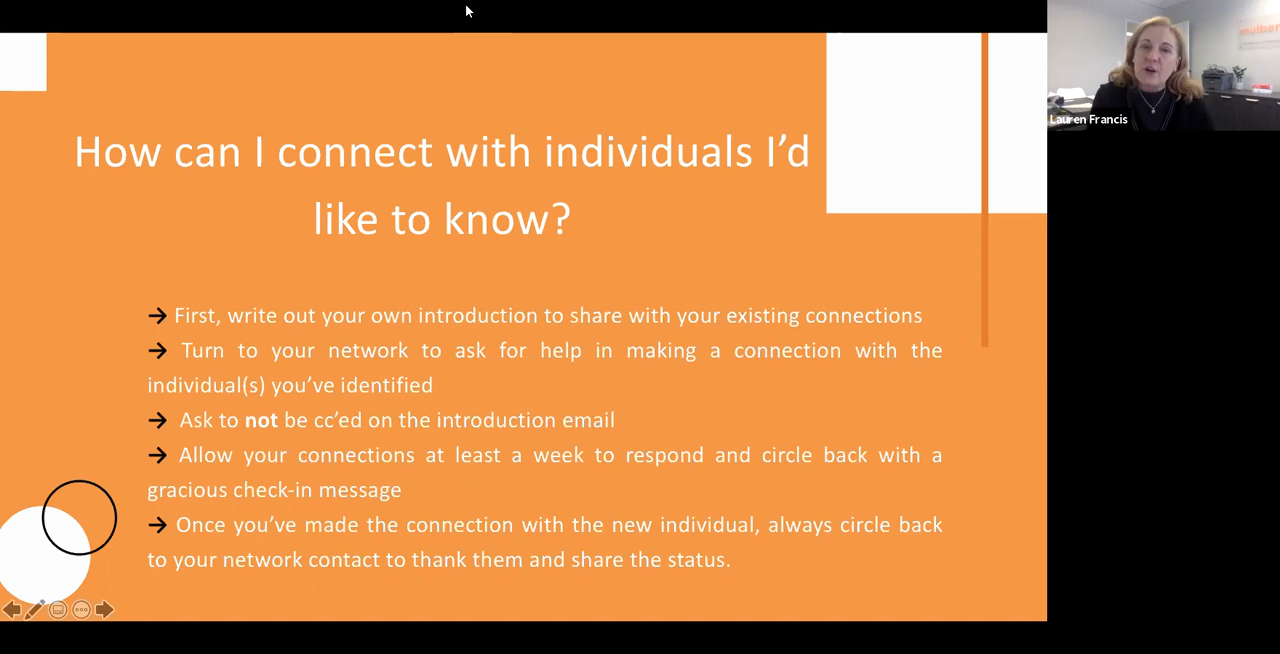 mulber
Lauren Francis
How can I connect with individuals I’d
like to know?
→ First, write out your own introduction to share with your existing connections
→ Turn to your network to ask for help in making a connection with the
individual(s) you’ve identified
→ Ask to not be cc’ed on the introduction email
→ Allow your connections at least a week to respond and circle back with a
gracious check-in message
→ Once you’ve made the connection with the new individual, always circle back
to your network contact to thank them and share the status.